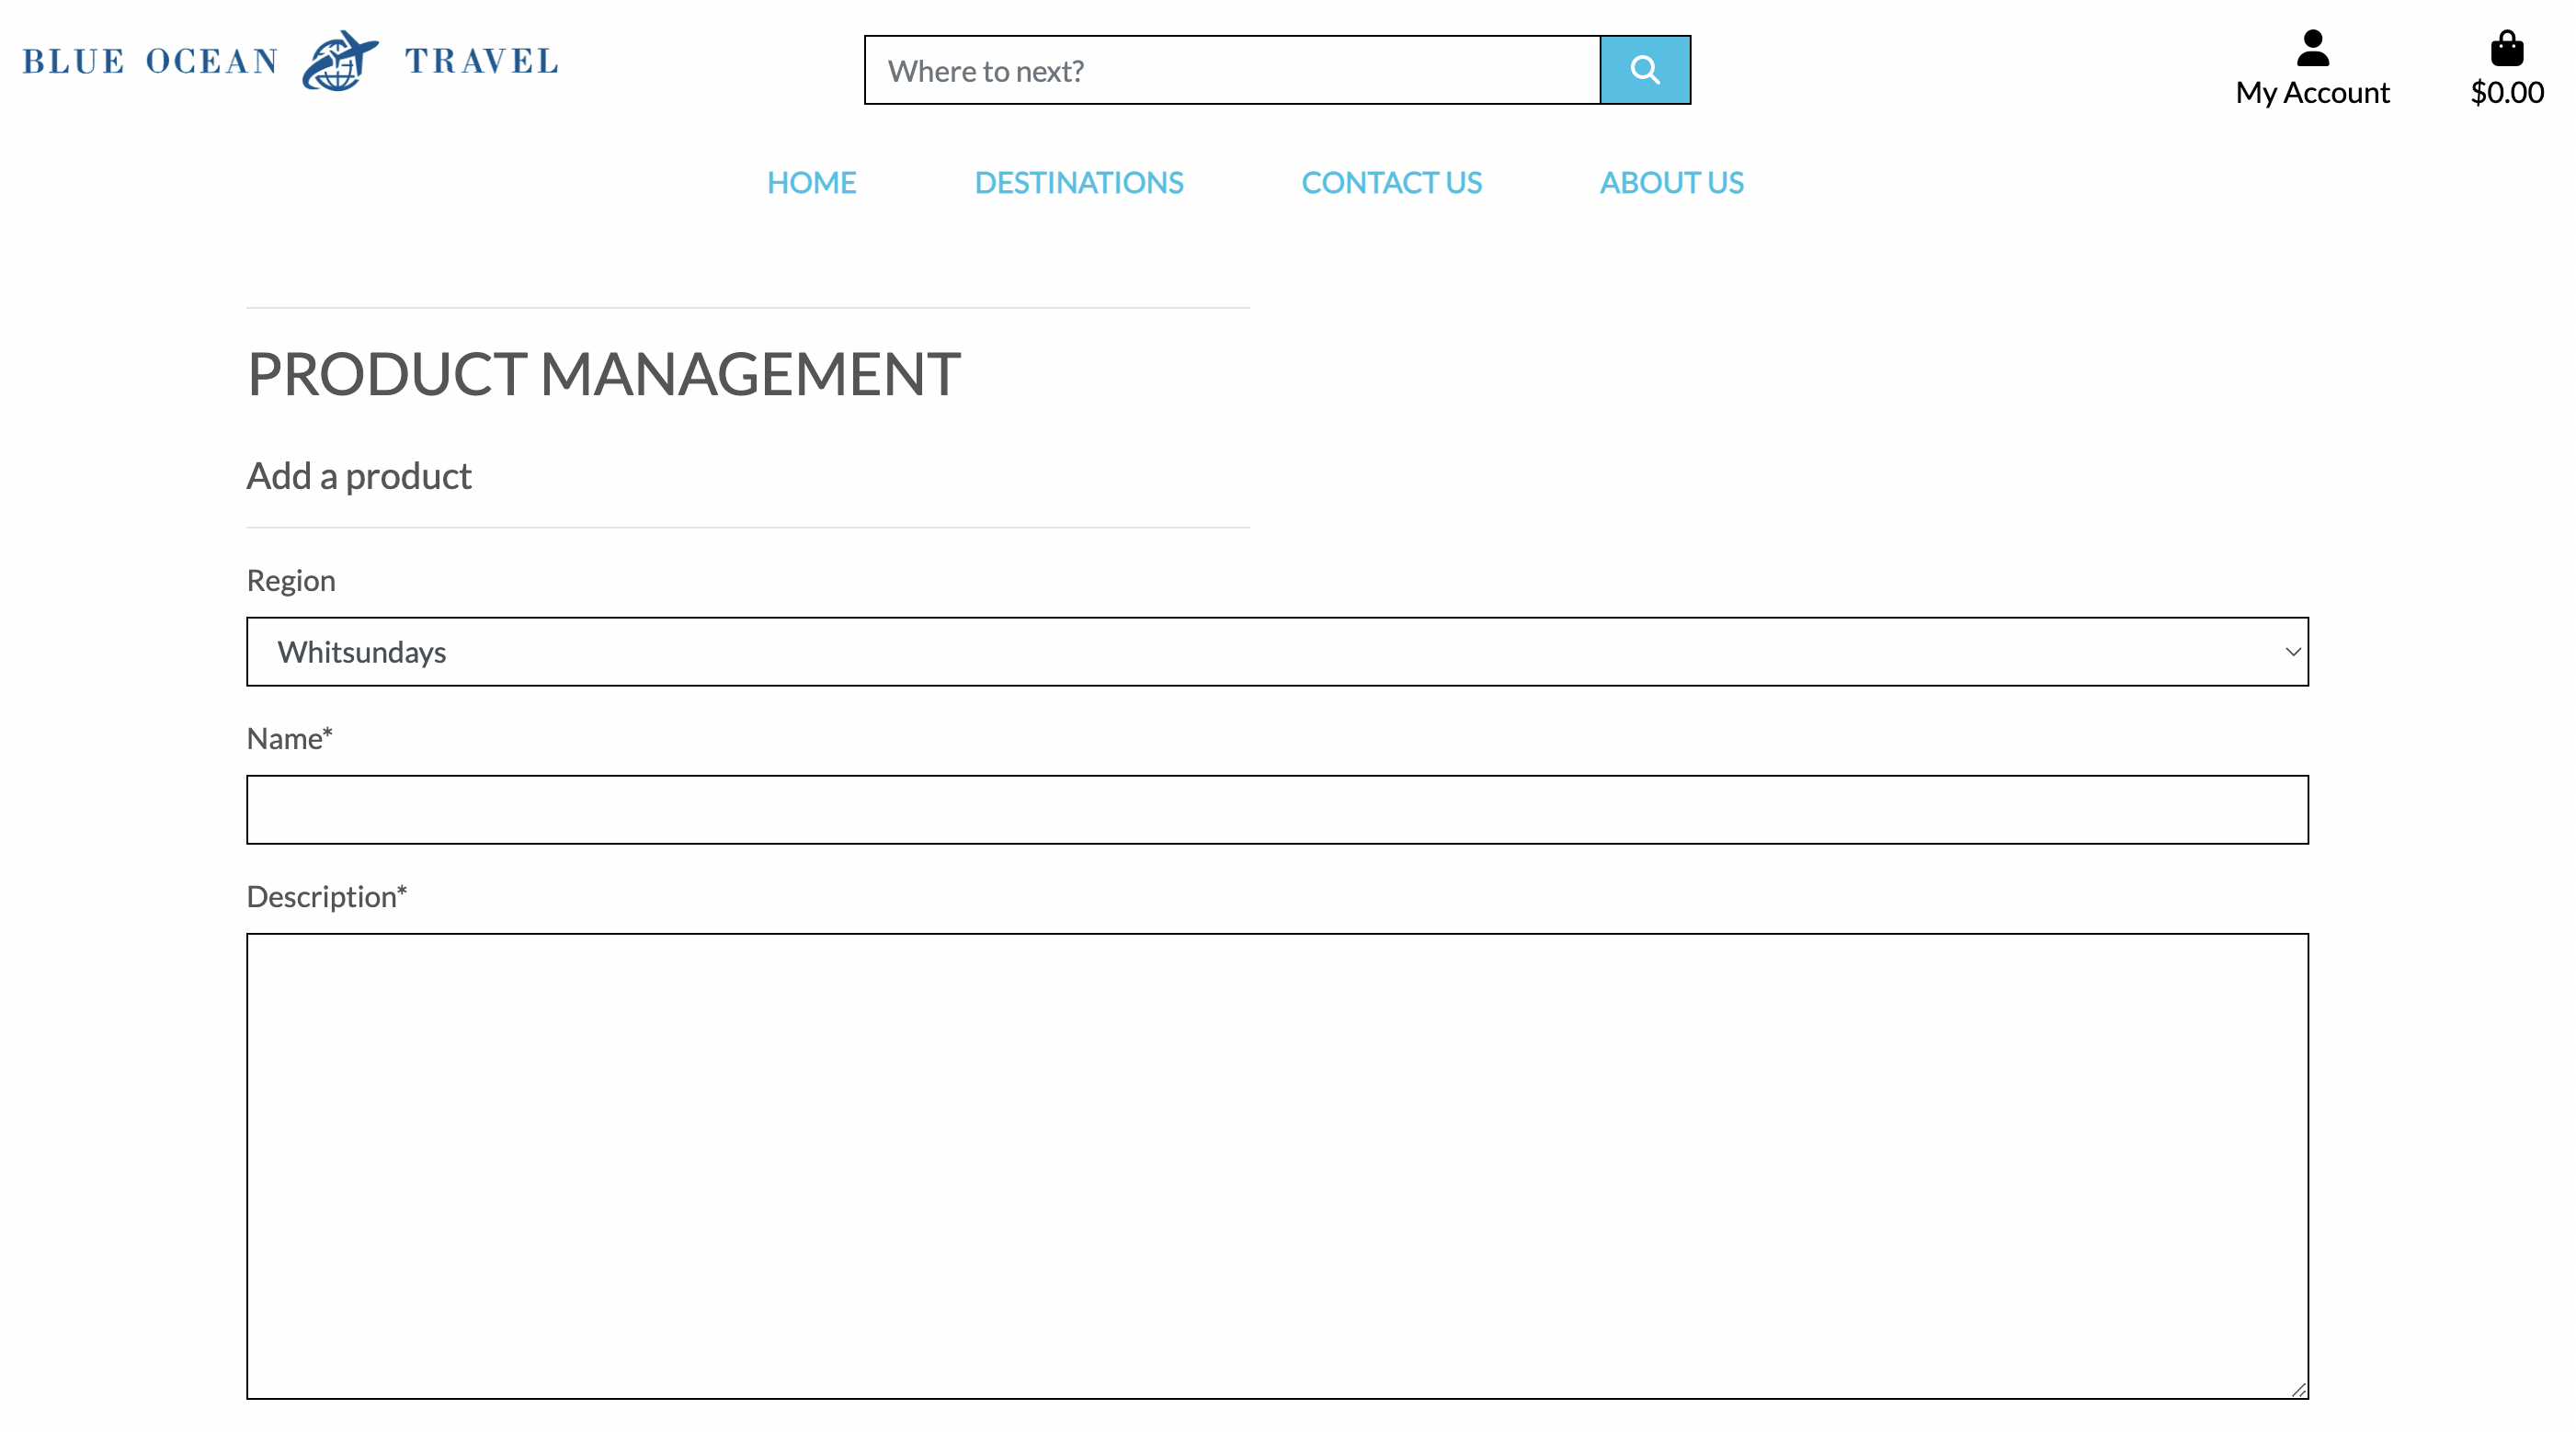 BLUE OCEAN TRAVEL
Where to next?
My Account
$0.00
HOME DESTINATIONS CONTACT US ABOUT US
PRODUCT MANAGEMENT
Add a product
Region
Whitsundays
Name*
Description*